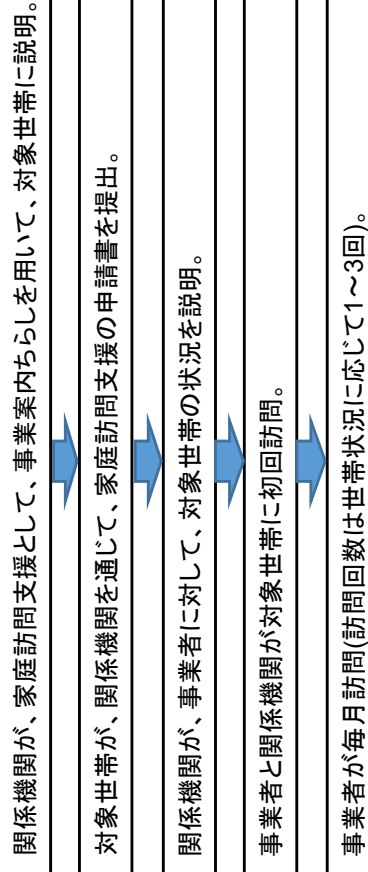 関係機関が、家庭訪問支援として、事業案内ちらしを用いて、対象世帯に説明。
対象世帯が、関係機関を通じて、家庭訪問支援の申請書を提出。
関係機関が、事業者に対して、対象世帯の状況を説明。
事業者と関係機関が対象世帯に初回訪問。
事業者が毎月訪問(訪問回数は世帯状況に応じて1～3回)。